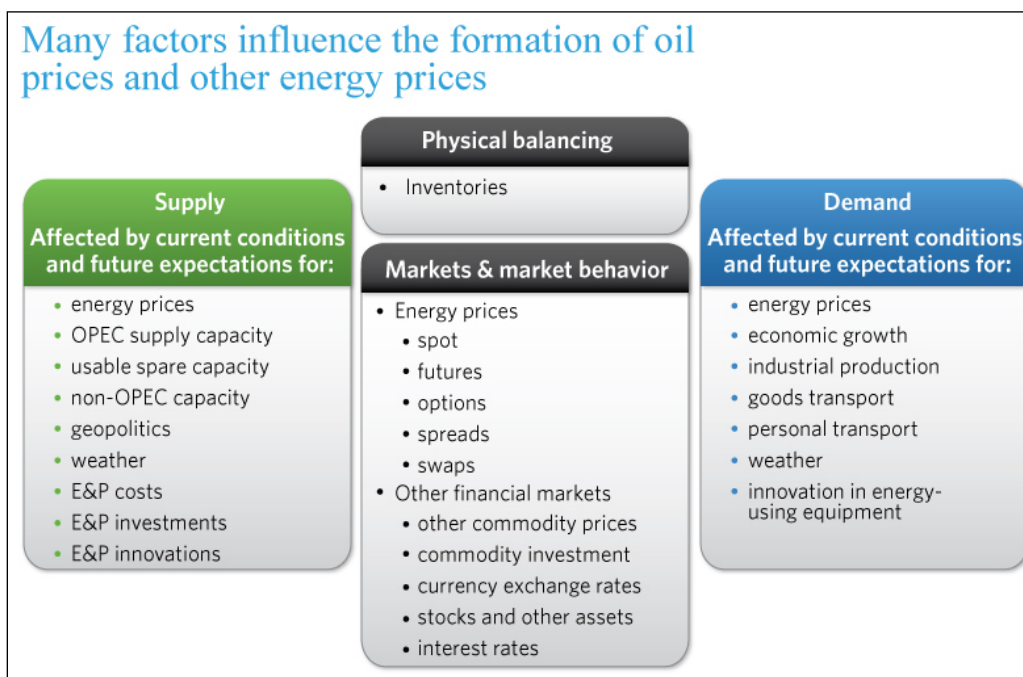 Many factors influence the formation of oil
prices and other energy prices
Physical balancing
• Inventories
Supply
Affected by current conditions
and future expectations for:
• energy prices
• OPEC supply capacity
• usable spare capacity
• non-OPEC capacity
• geopolitics
• weather
• E&P costs
• E&P investments
• E&P innovations
Markets & market behavior
• Energy prices
• spot
• futures
• options
• spreads
• swaps
• Other financial markets
• other commodity prices
• commodity investment
• currency exchange rates
• stocks and other assets
• interest rates
Demand
Affected by current conditions
and future expectations for:
• energy prices
• economic growth
• industrial production
• goods transport
• personal transport
• weather
• innovation in energy-
using equipment